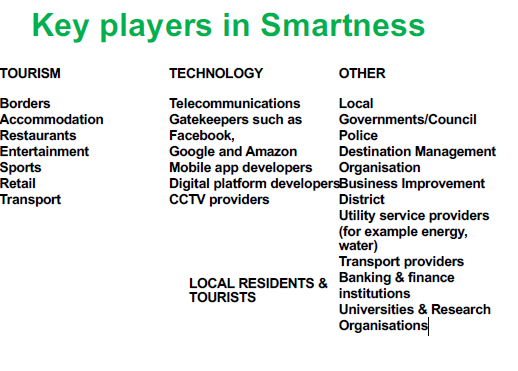 Key players in Smartness
TOURISM
Borders
Accommodation
Restaurants
Entertainment
Sports
Retail
Transport
TECHNOLOGY
Telecommunications
Gatekeepers such as
Facebook,
Google and Amazon
Mobile app developers
Digital platform developers
CCTV providers
LOCAL RESIDENTS &
TOURISTS
OTHER
Local
Governments/Council
Police
Destination Management
Organisation
Business Improvement
District
Utility service providers
(for example energy,
water)
Transport providers
Banking & finance
institutions
Universities & Research
Organisations